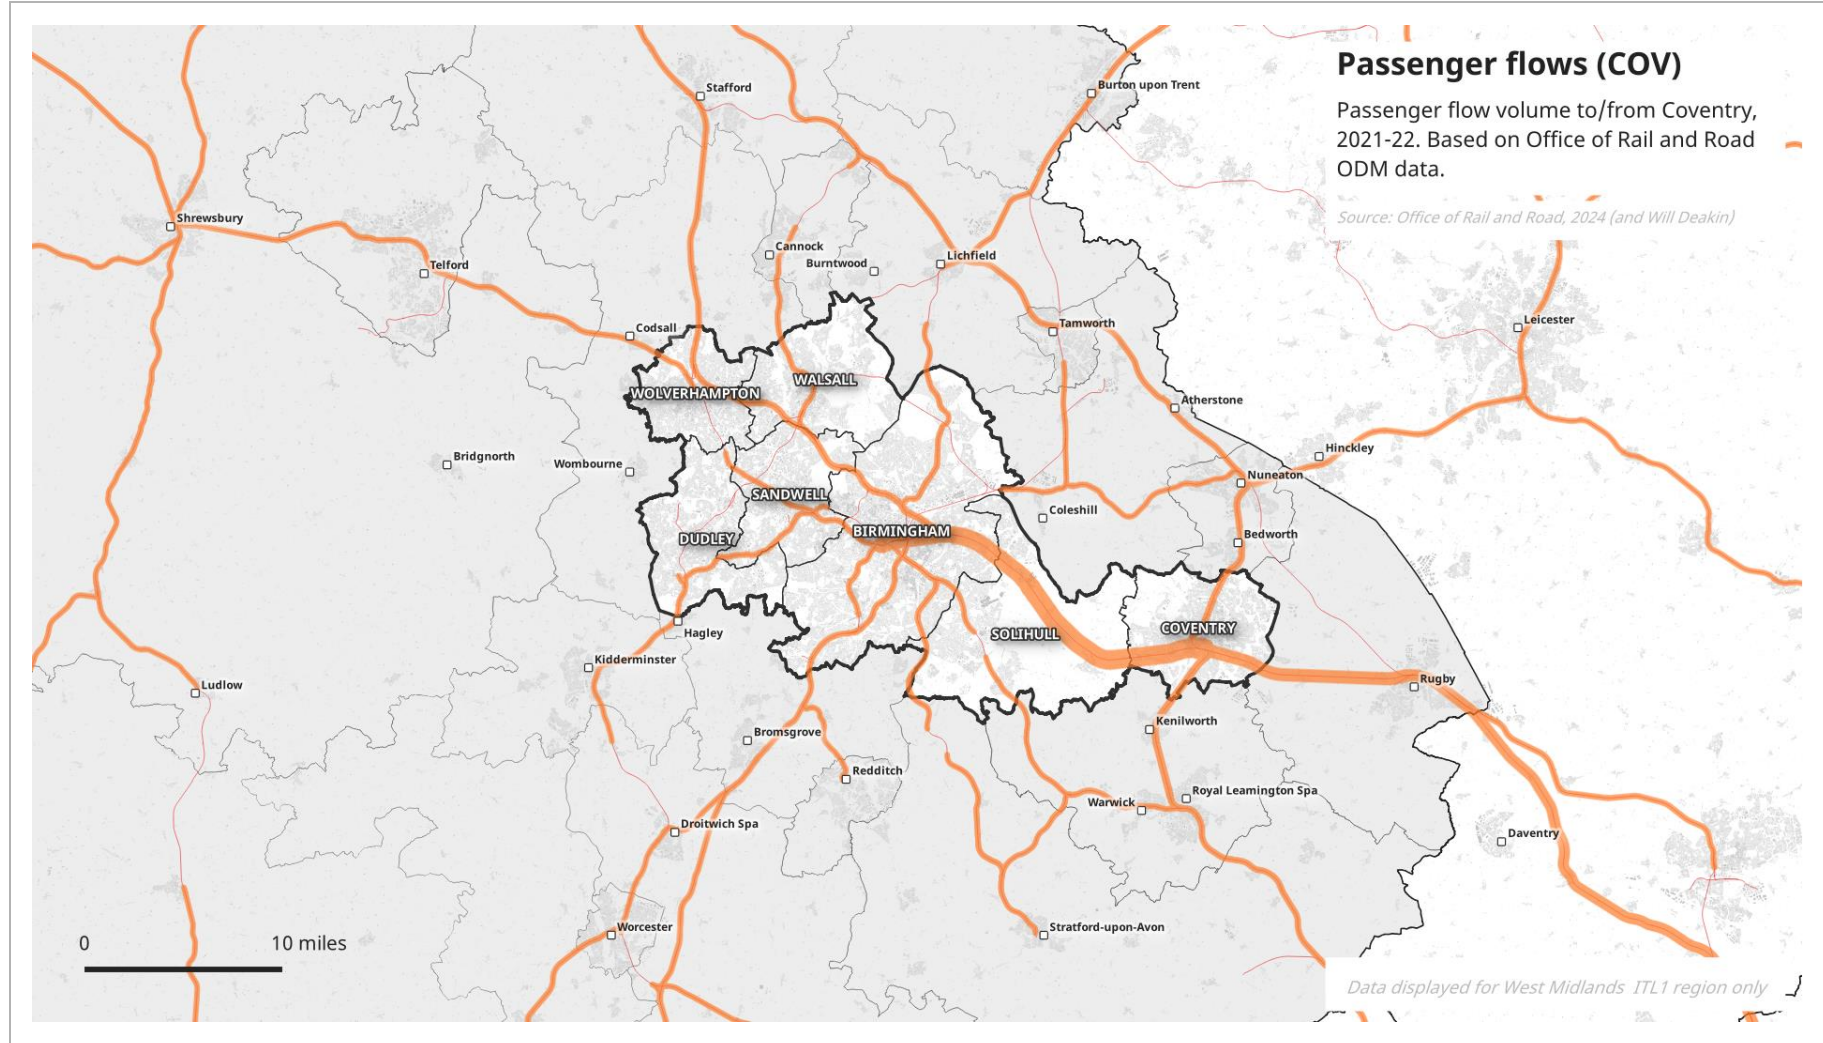 Passenger flows (COV)
Passenger flow volume to/from Coventry,
2021-22. Based on Office of Rail and Road
ODM data.
Source: Office of Rail and Road, 2024 (and Will Deakin)
Stafford
Burton upon Trent
Shrewsbury
Cannock
Burntwood
Lichfield
Telford
Codsall
Tamworth
Leicester
WOLVERHAMPTON
WALSALL
Atherstone
Hinckley
Bridgnorth
Wombourne
Nuneaton
SANDWELL
Coleshill
DUDLEY
BIRMINGHAM
Bedworth
Hagley
SOLIHULL
COVENTRY
Kidderminster
Ludlow
Rugby
Bromsgrove
Kenilworth
Redditch
Warwick
Royal Leamington Spa
Droitwich Spa
Daventry
Worcester
Stratford-upon-Avon
0 10 miles
Data displayed for West Midlands ITL1 region only